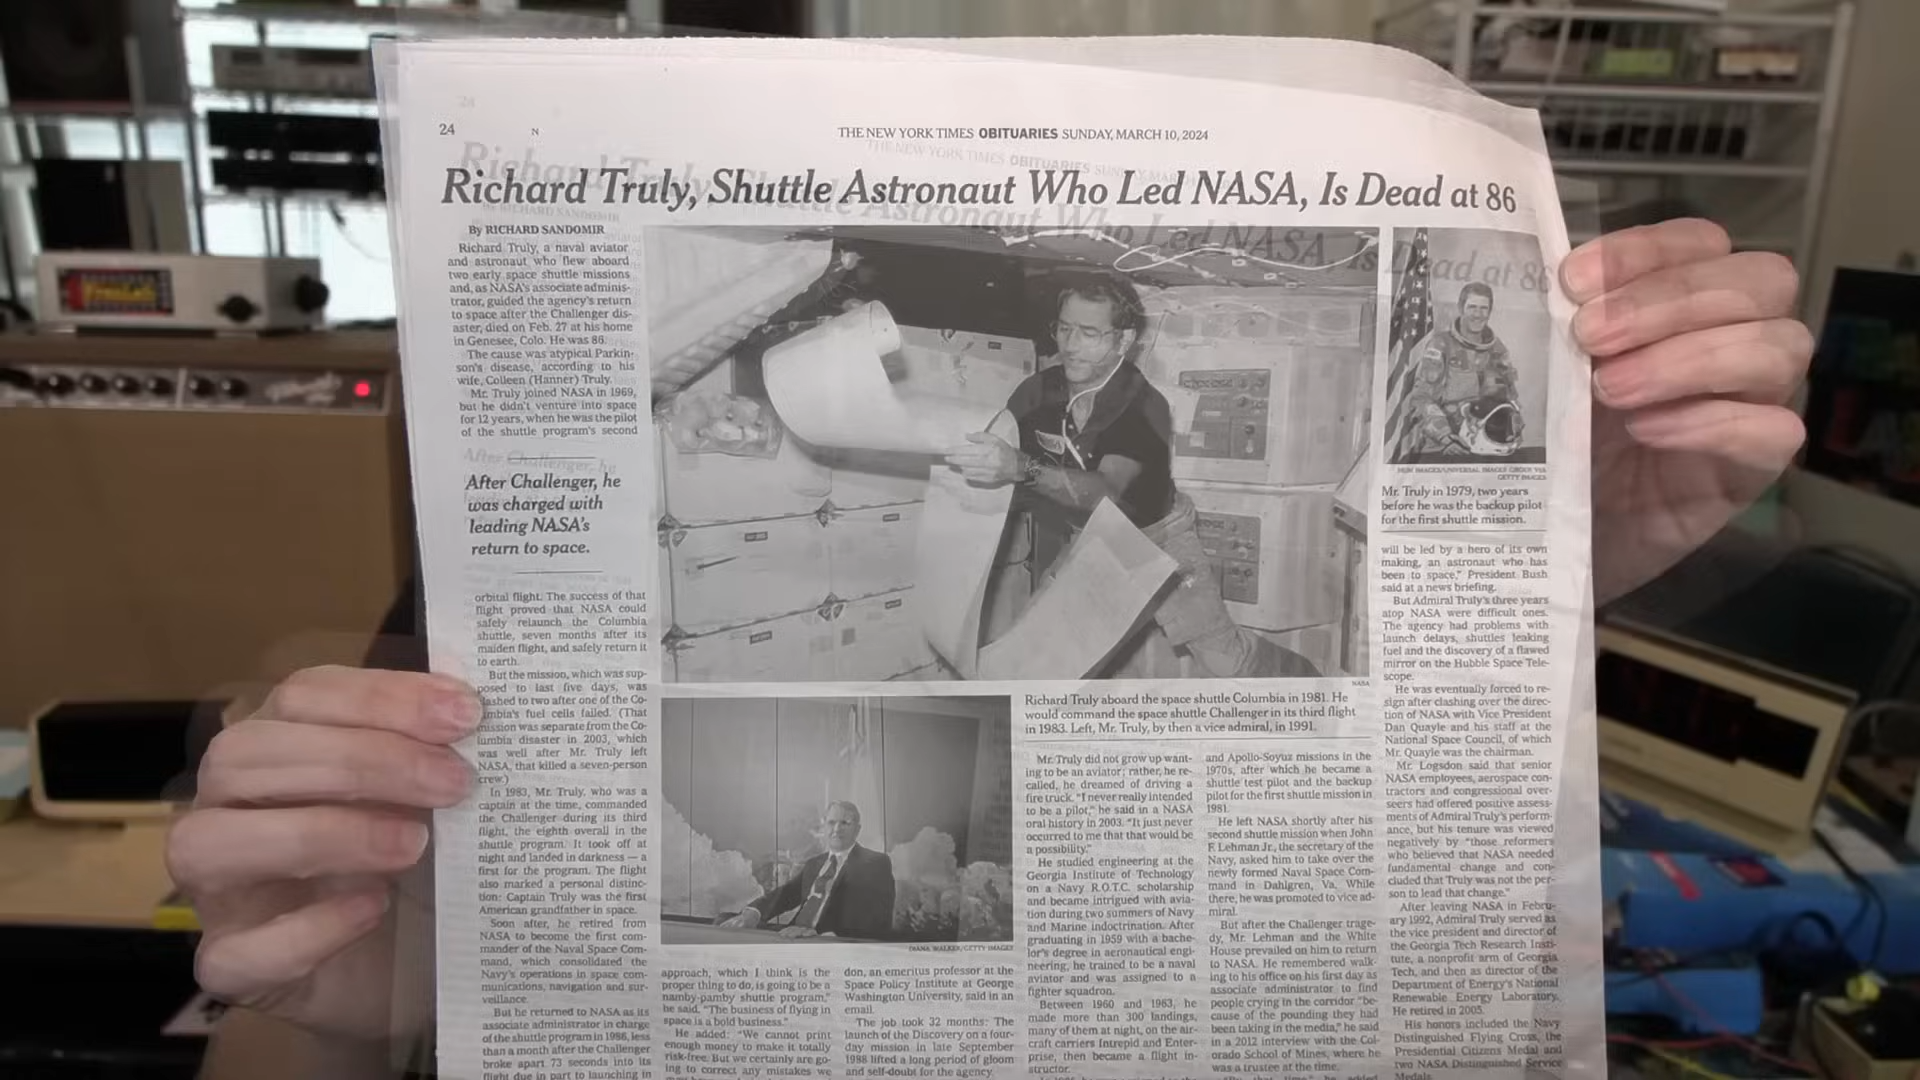 24
N
THE NEW YORK TIMES OBITUARIES SUNDAY, MARCH 10, 2024
Richard Truly, Shuttle Astronaut Who Led NASA, Is Dead at 86
By RICHARD SANDOMIR
Richard Truly, a naval aviator
and astronaut who flew aboard
two early space shuttle missions
and, as NASA's associate adminis-
trator, guided the agency's return
to space after the Challenger dis-
aster, died on Feb. 27 at his home
in Genesee, Colo. He was 86.
The cause was atypical Parkin-
son's disease, according to his
wife, Colleen (Hanner) Truly.
Mr. Truly joined NASA in 1969,
but he didn't venture into space
for 12 years, when he was the pilot
of the shuttle program's second
After Challenger, he
was charged with
leading NASA's
return to space.
orbital flight. The success of that
flight proved that NASA could
safely relaunch the Columbia
shuttle, seven months after its
maiden flight, and safely return it
to earth.
But the mission, which was sup-
posed to last five days, was
slashed to two after one of the Co-
lumbia's fuel cells failed. (That
mission was separate from the Co-
lumbia disaster in 2003, which
was well after Mr. Truly left
NASA, that killed a seven-person
crew.)
In 1983, Mr. Truly, who was a
captain at the time, commanded
the Challenger during its third
flight, the eighth overall in the
shuttle program. It took off at
night and landed in darkness — a
first for the program. The flight
also marked a personal distinc-
tion: Captain Truly was the first
American grandfather in space.
Soon after, he retired from
NASA to become the first com-
mander of the Naval Space Com-
mand, which consolidated the
Navy's operations in space com-
munications, navigation and sur-
veillance.
But he returned to NASA as its
associate administrator in charge
of the shuttle program in 1986, less
than a month after the Challenger
broke apart 73 seconds into its
flight due in part to launching in
NASA
Richard Truly aboard the space shuttle Columbia in 1981. He
would command the space shuttle Challenger in its third flight
in 1983. Left, Mr. Truly, by then a vice admiral, in 1991.
DIANA WALKER/GETTY IMAGES
approach, which I think is the
proper thing to do, is going to be a
namby-pamby shuttle program,"
he said. "The business of flying in
space is a bold business."
He added: "We cannot print
enough money to make it totally
risk-free. But we certainly are go-
ing to correct any mistakes we
don, an emeritus professor at the
Space Policy Institute at George
Washington University, said in an
email.
The job took 32 months: The
launch of the Discovery on a four-
day mission in late September
1988 lifted a long period of gloom
and self-doubt for the agency.
Mr. Truly did not grow up want-
ing to be an aviator; rather, he re-
called, he dreamed of driving a
fire truck. "I never really intended
to be a pilot," he said in a NASA
oral history in 2003. "It just never
occurred to me that that would be
a possibility."
He studied engineering at the
Georgia Institute of Technology
on a Navy R.O.T.C. scholarship
and became intrigued with avia-
tion during two summers of Navy
and Marine indoctrination. After
graduating in 1959 with a bache-
lor's degree in aeronautical engi-
neering, he trained to be a naval
aviator and was assigned to a
fighter squadron.
Between 1960 and 1963, he
made more than 300 landings,
many of them at night, on the air-
craft carriers Intrepid and Enter-
prise, then became a flight in-
structor.
and Apollo-Soyuz missions in the
1970s, after which he became a
shuttle test pilot and the backup
pilot for the first shuttle mission in
1981.
He left NASA shortly after his
second shuttle mission when John
F. Lehman Jr., the secretary of the
Navy, asked him to take over the
newly formed Naval Space Com-
mand in Dahlgren, Va. While
there, he was promoted to vice ad-
miral.
But after the Challenger trage-
dy, Mr. Lehman and the White
House prevailed on him to return
to NASA. He remembered walk-
ing to his office on his first day as
associate administrator to find
people crying in the corridor "be-
cause of the pounding they had
been taking in the media," he said
in a 2012 interview with the Col-
orado School of Mines, where he
was a trustee at the time.
GETTY IMAGES
Mr. Truly in 1979, two years
before he was the backup pilot
for the first shuttle mission.
will be led by a hero of its own
making, an astronaut who has
been to space," President Bush
said at a news briefing.
But Admiral Truly's three years
atop NASA were difficult ones.
The agency had problems with
launch delays, shuttles leaking
fuel and the discovery of a flawed
mirror on the Hubble Space Tele-
scope.
He was eventually forced to re-
sign after clashing over the direc-
tion of NASA with Vice President
Dan Quayle and his staff at the
National Space Council, of which
Mr. Quayle was the chairman.
Mr. Logsdon said that senior
NASA employees, aerospace con-
tractors and congressional over-
seers had offered positive assess-
ments of Admiral Truly's perform-
ance, but his tenure was viewed
negatively by "those reformers
who believed that NASA needed
fundamental change and con-
cluded that Truly was not the per-
son to lead that change."
After leaving NASA in Febru-
ary 1992, Admiral Truly served as
the vice president and director of
the Georgia Tech Research Insti-
tute, a nonprofit arm of Georgia
Tech, and then as director of the
Department of Energy's National
Renewable Energy Laboratory.
He retired in 2005.
His honors included the Navy
Distinguished Flying Cross, the
Presidential Citizens Medal and
two NASA Distinguished Service
Medals.